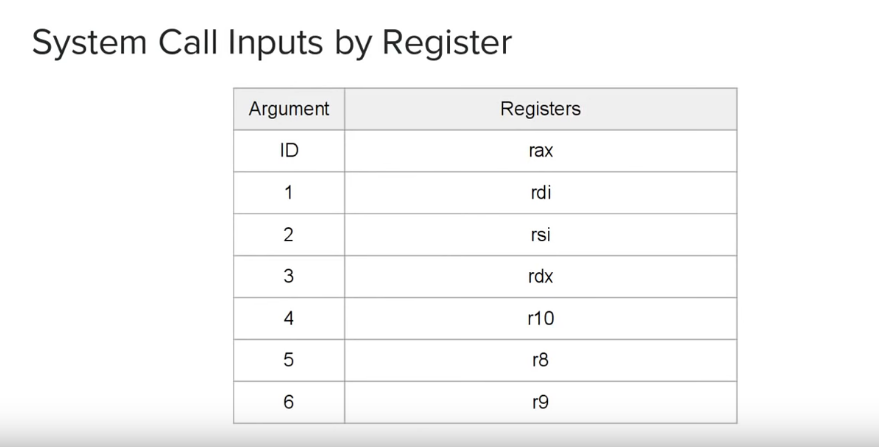 System Call Inputs by Register
Argument Registers
ID rax
1 rdi
2 rsi
3 rdx
4 r10
5 r8
6 r9